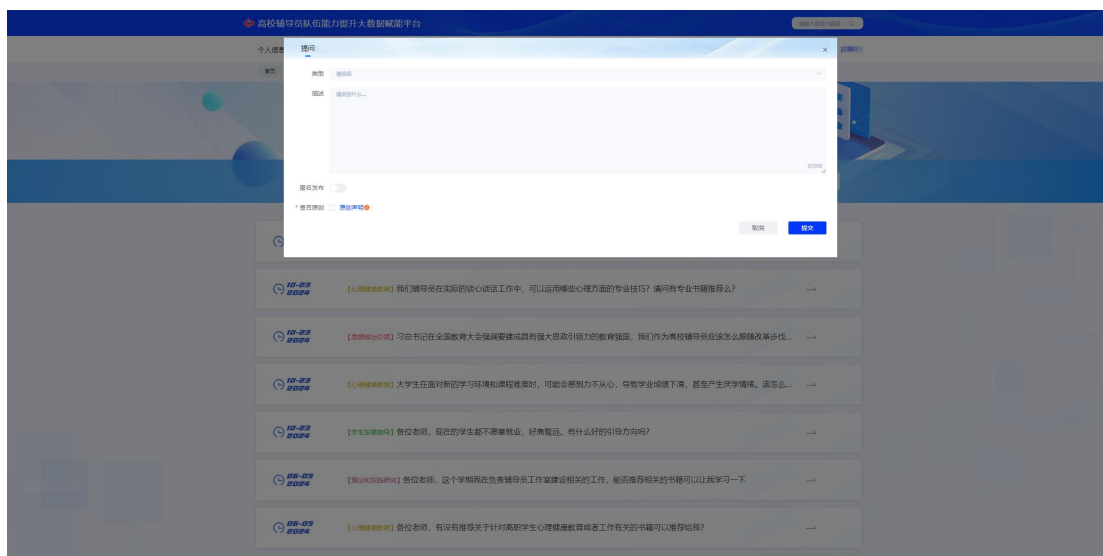 高校辅导员队伍能力提升大数据赋能平台
个人信息
提问
首页
类型 请选择
描述 请说些什么...
0/200
匿名发布
* 是否原创 原创声明
取消 提交
10-23 2024 【心理健康教育】我们辅导员在实际的谈心谈话工作中，可以运用哪些心理方面的专业技巧？请问有专业书籍推荐么？
10-23 2024 【思想政治引领】习总书记在全国教育大会强调要建成具有强大思政引领力的教育强国，我们作为高校辅导员应该怎么跟随改革步伐...
10-23 2024 【心理健康教育】大学生在面对新的学习环境和课程难度时，可能会感到力不从心，导致学业成绩下滑，甚至产生厌学情绪。该怎么...
10-23 2024 【学生发展指导】各位老师，现在的学生都不愿意就业，好高骛远，有什么好的引导方向吗？
06-05 2024 【理论和实践研究】各位老师，这个学期我在负责辅导员工作室建设相关的工作，能否推荐相关的书籍可以让我学习一下
06-05 2024 【心理健康教育】各位老师，有没有推荐关于针对高职学生心理健康教育或者工作有关的书籍可以推荐给我？